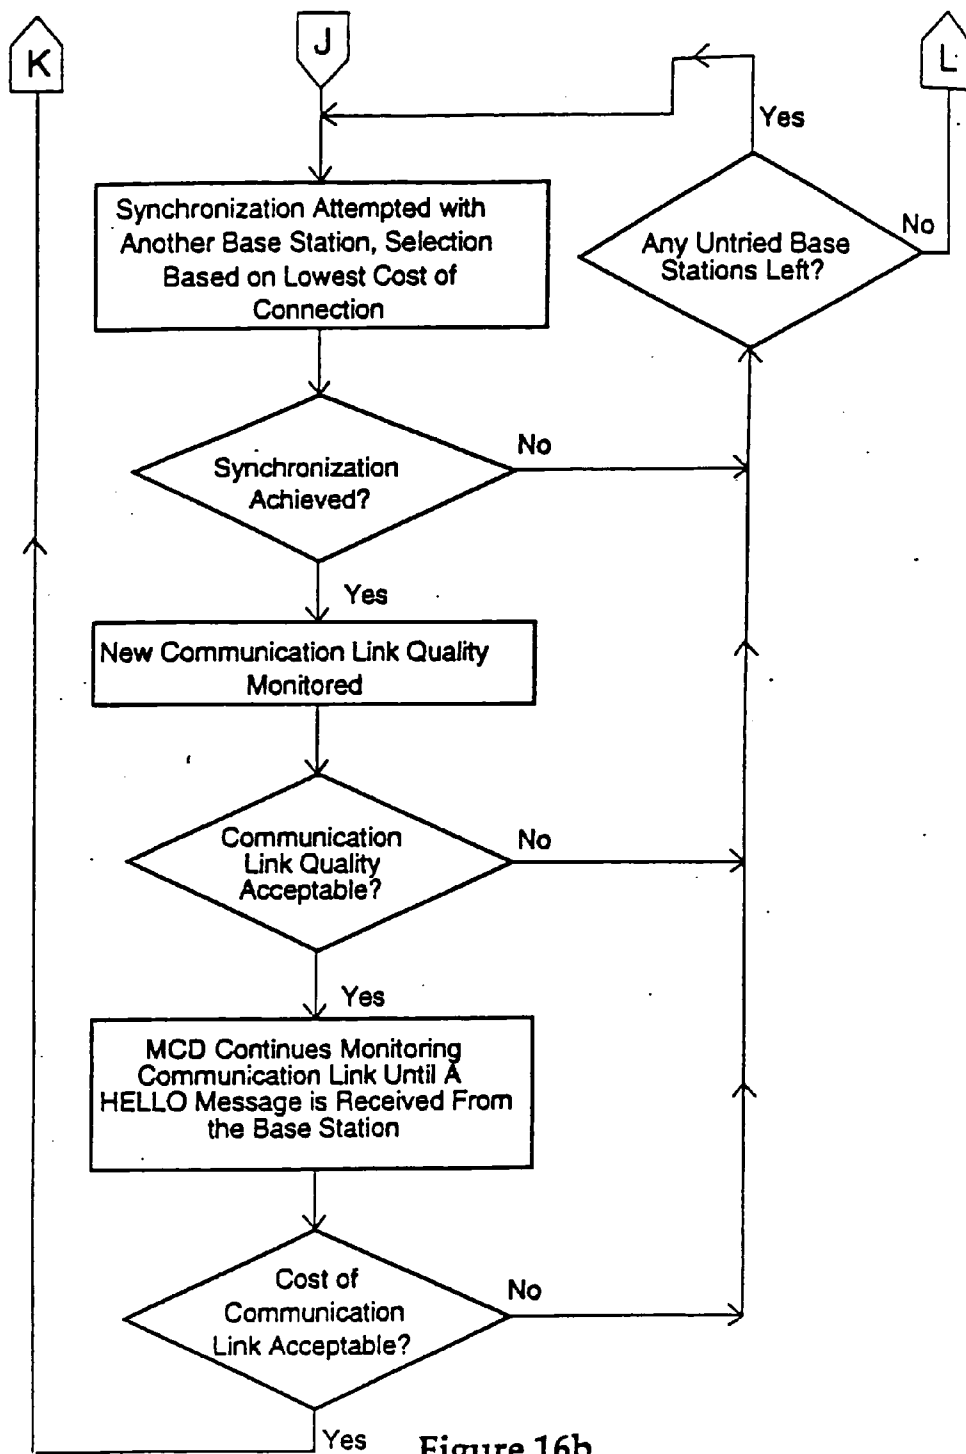 K
J
L
Yes
Synchronization Attempted with
Another Base Station, Selection
Based on Lowest Cost of
Connection
Any Untried Base
Stations Left?
No
Synchronization
Achieved?
No
Yes
New Communication Link Quality
Monitored
Communication
Link Quality
Acceptable?
No
Yes
MCD Continues Monitoring
Communication Link Until A
HELLO Message is Received From
the Base Station
Cost of
Communication
Link Acceptable?
No
Yes
Figure 16b